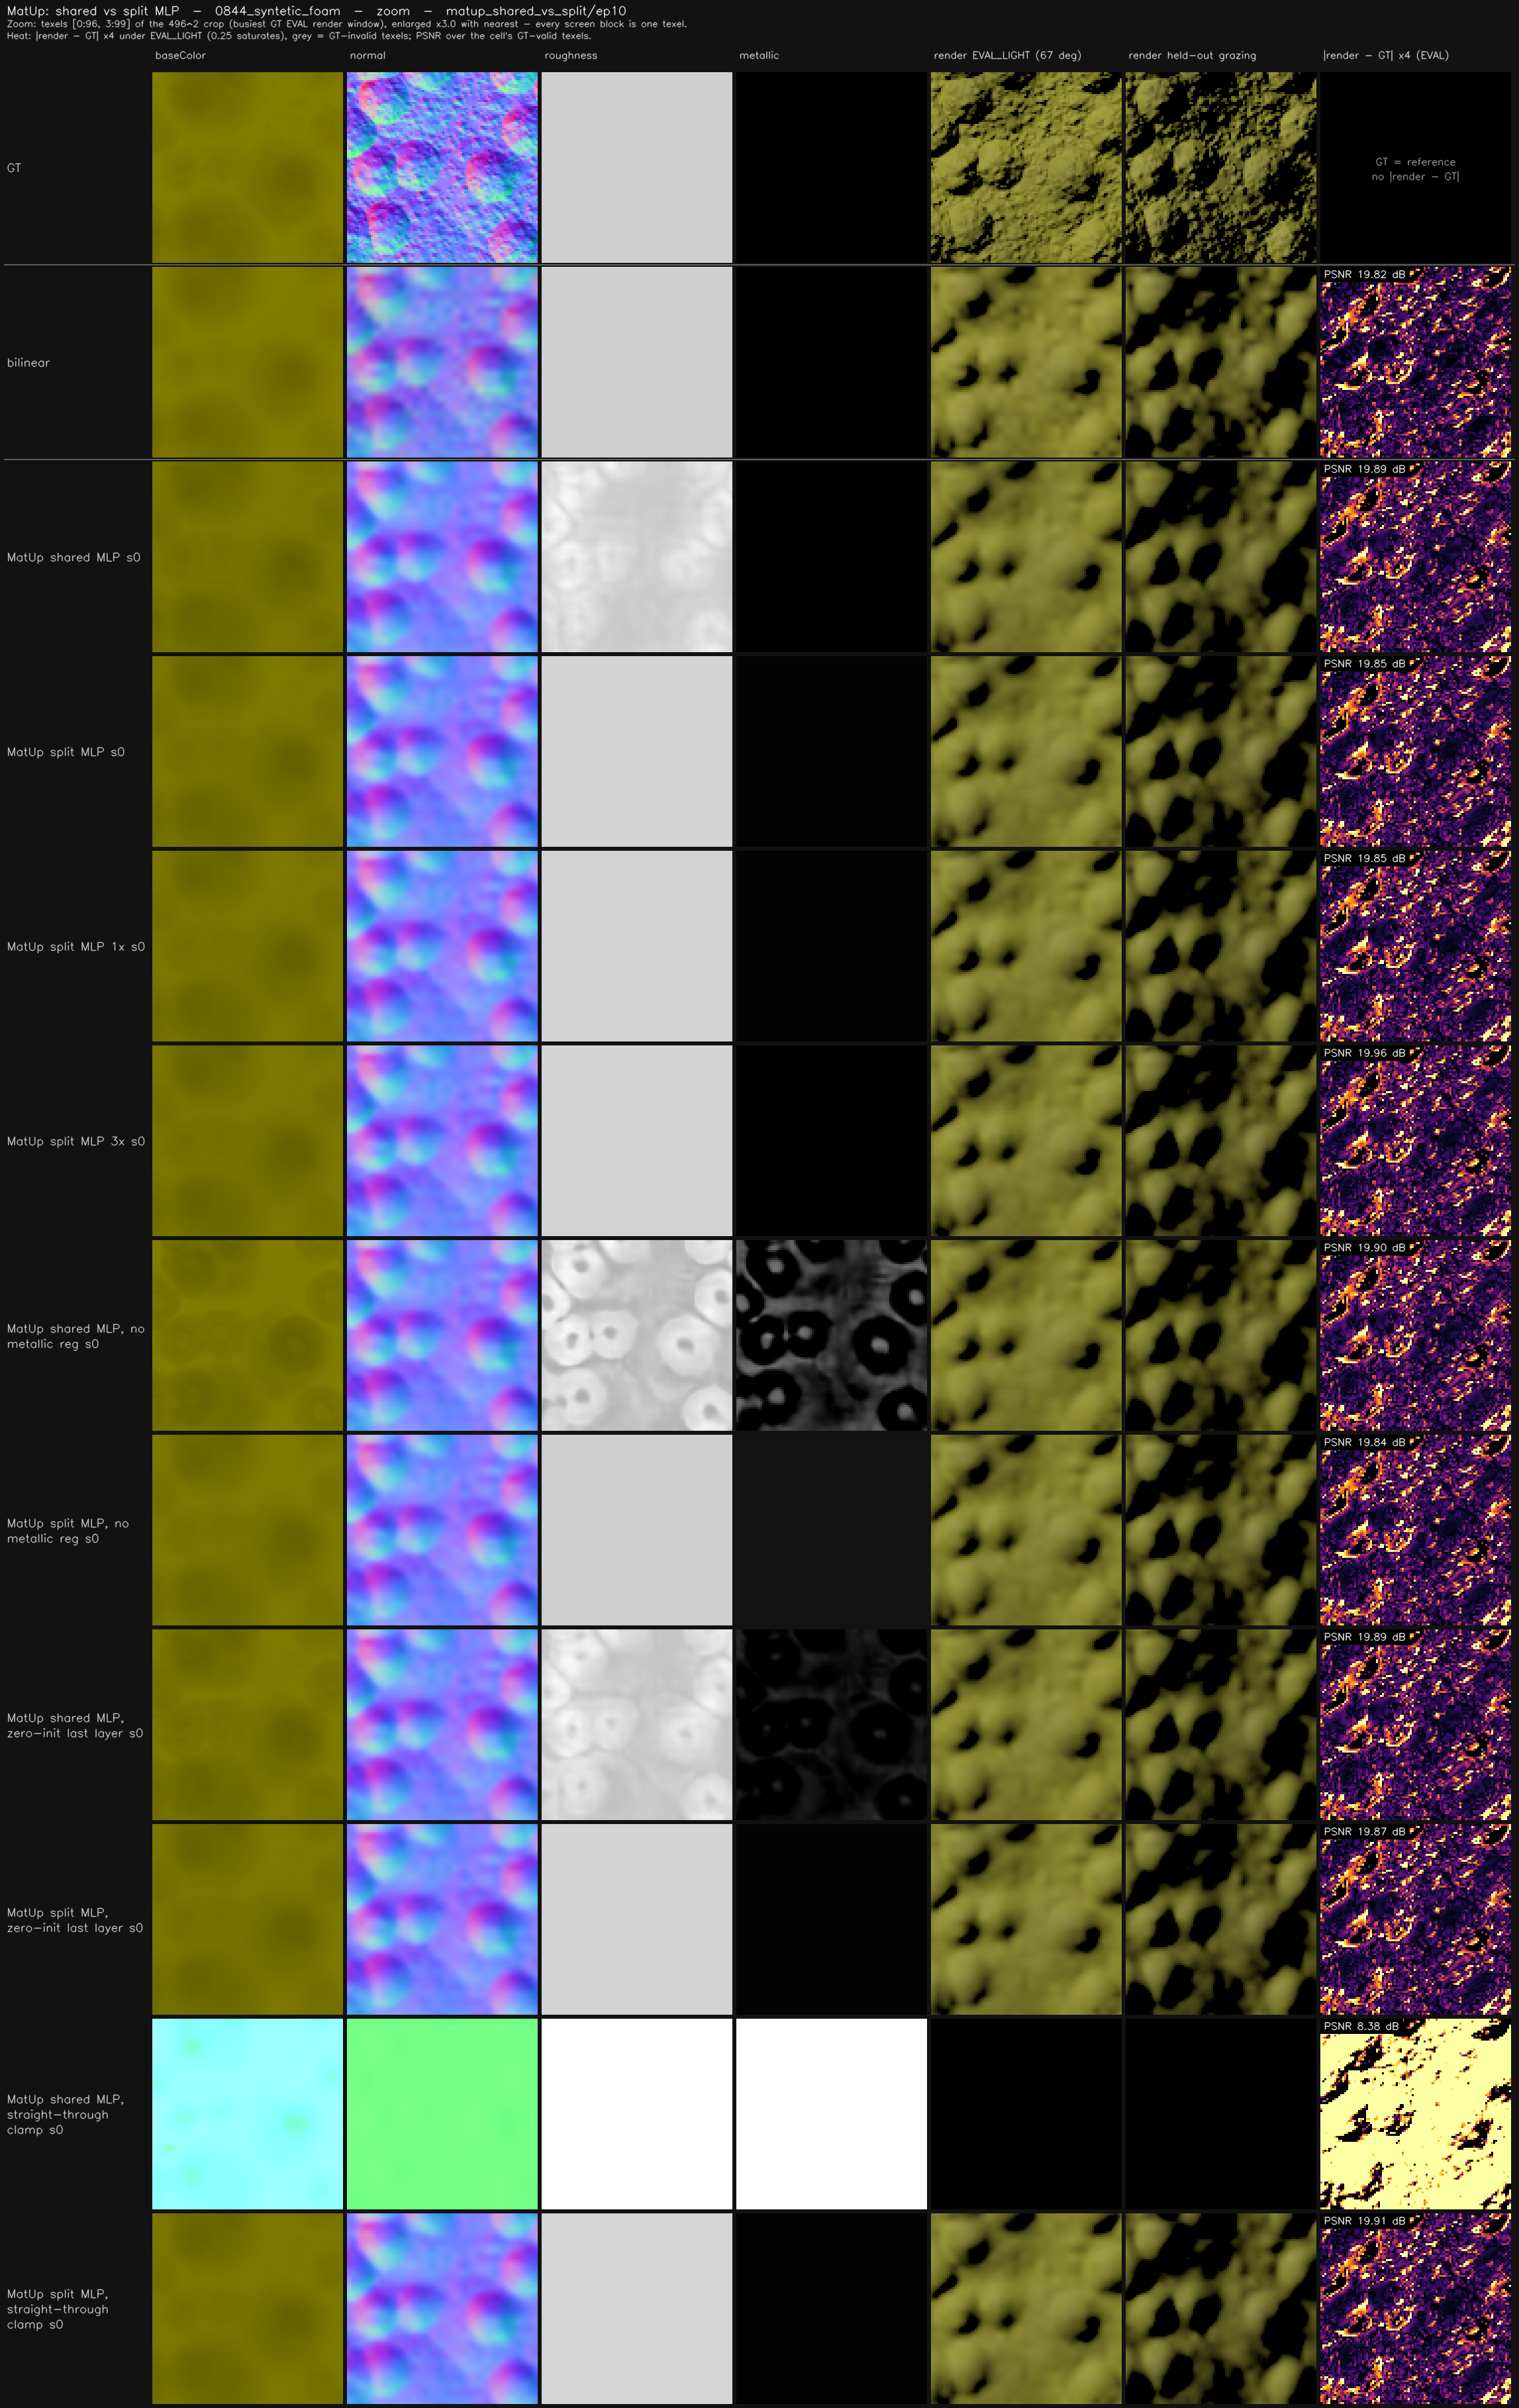 MatUp: shared vs split MLP — 0844_syntetic_foam — zoom — matup_shared_vs_split/ep10
Zoom: texels [0:96, 3:99] of the 496~2 crop (busiest GT EVAL render window), enlarged x3.0 with nearest — every screen block is one texel.
Heat: |render — GT| x4 under EVAL_LIGHT (0.25 saturates), grey = GT-invalid texels; PSNR over the cell's GT-valid texels.
baseColor normal roughness metallic render EVAL_LIGHT (67 deg) render held-out grazing |render — GT| x4 (EVAL)
GT
GT = reference
no |render — GT|
bilinear
PSNR 19.82 dB
MatUp shared MLP s0
PSNR 19.89 dB
MatUp split MLP s0
PSNR 19.85 dB
MatUp split MLP 1x s0
PSNR 19.85 dB
MatUp split MLP 3x s0
PSNR 19.96 dB
MatUp shared MLP, no
metallic reg s0
PSNR 19.90 dB
MatUp split MLP, no
metallic reg s0
PSNR 19.84 dB
MatUp shared MLP,
zero-init last layer s0
PSNR 19.89 dB
MatUp split MLP,
zero-init last layer s0
PSNR 19.87 dB
MatUp shared MLP,
straight-through
clamp s0
PSNR 8.38 dB
MatUp split MLP,
straight-through
clamp s0
PSNR 19.91 dB